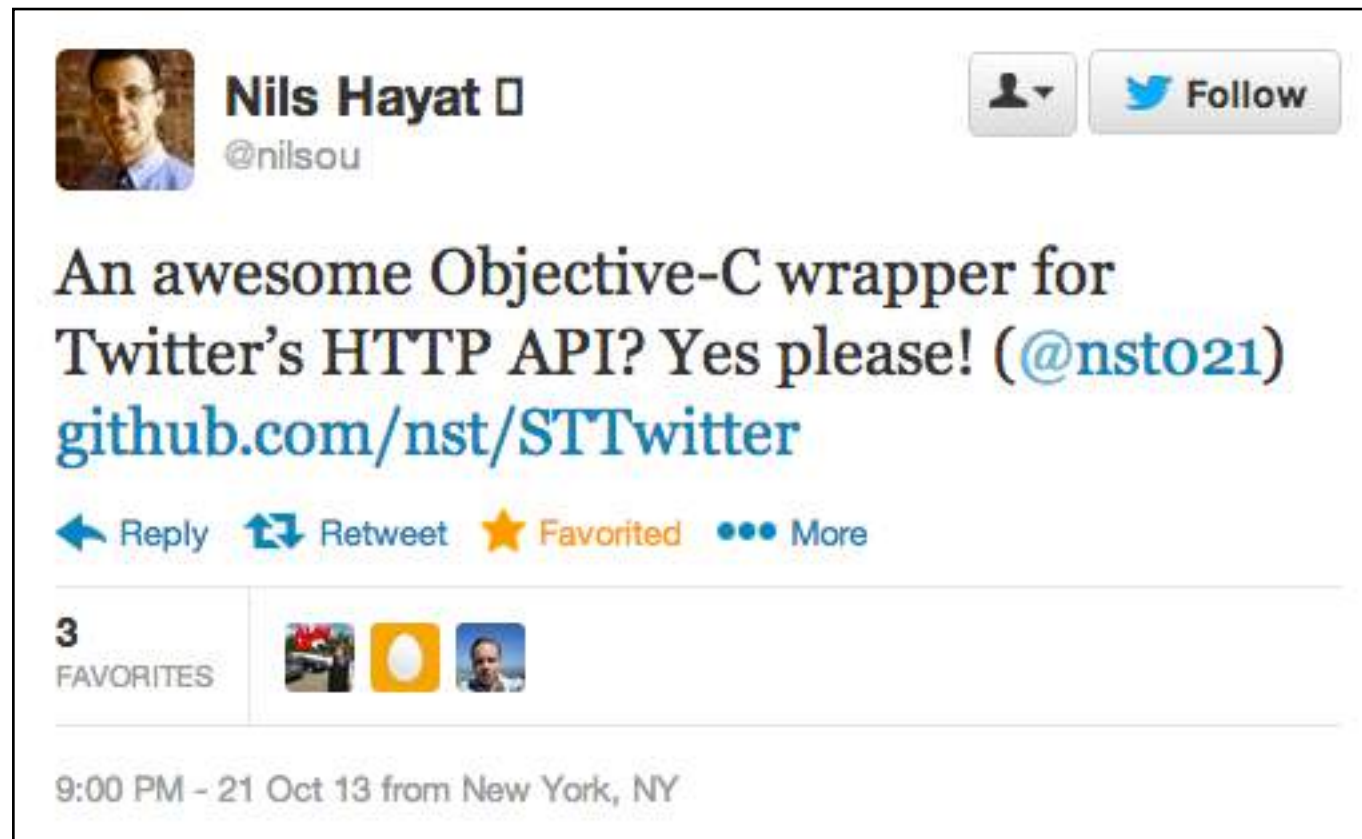 Nils Hayat
Follow
@nilsou
An awesome Objective-C wrapper for
Twitter’s HTTP API? Yes please! (@nst021)
github.com/nst/STTwitter
Reply Retweet Favorited More
3
FAVORITES
9:00 PM - 21 Oct 13 from New York, NY